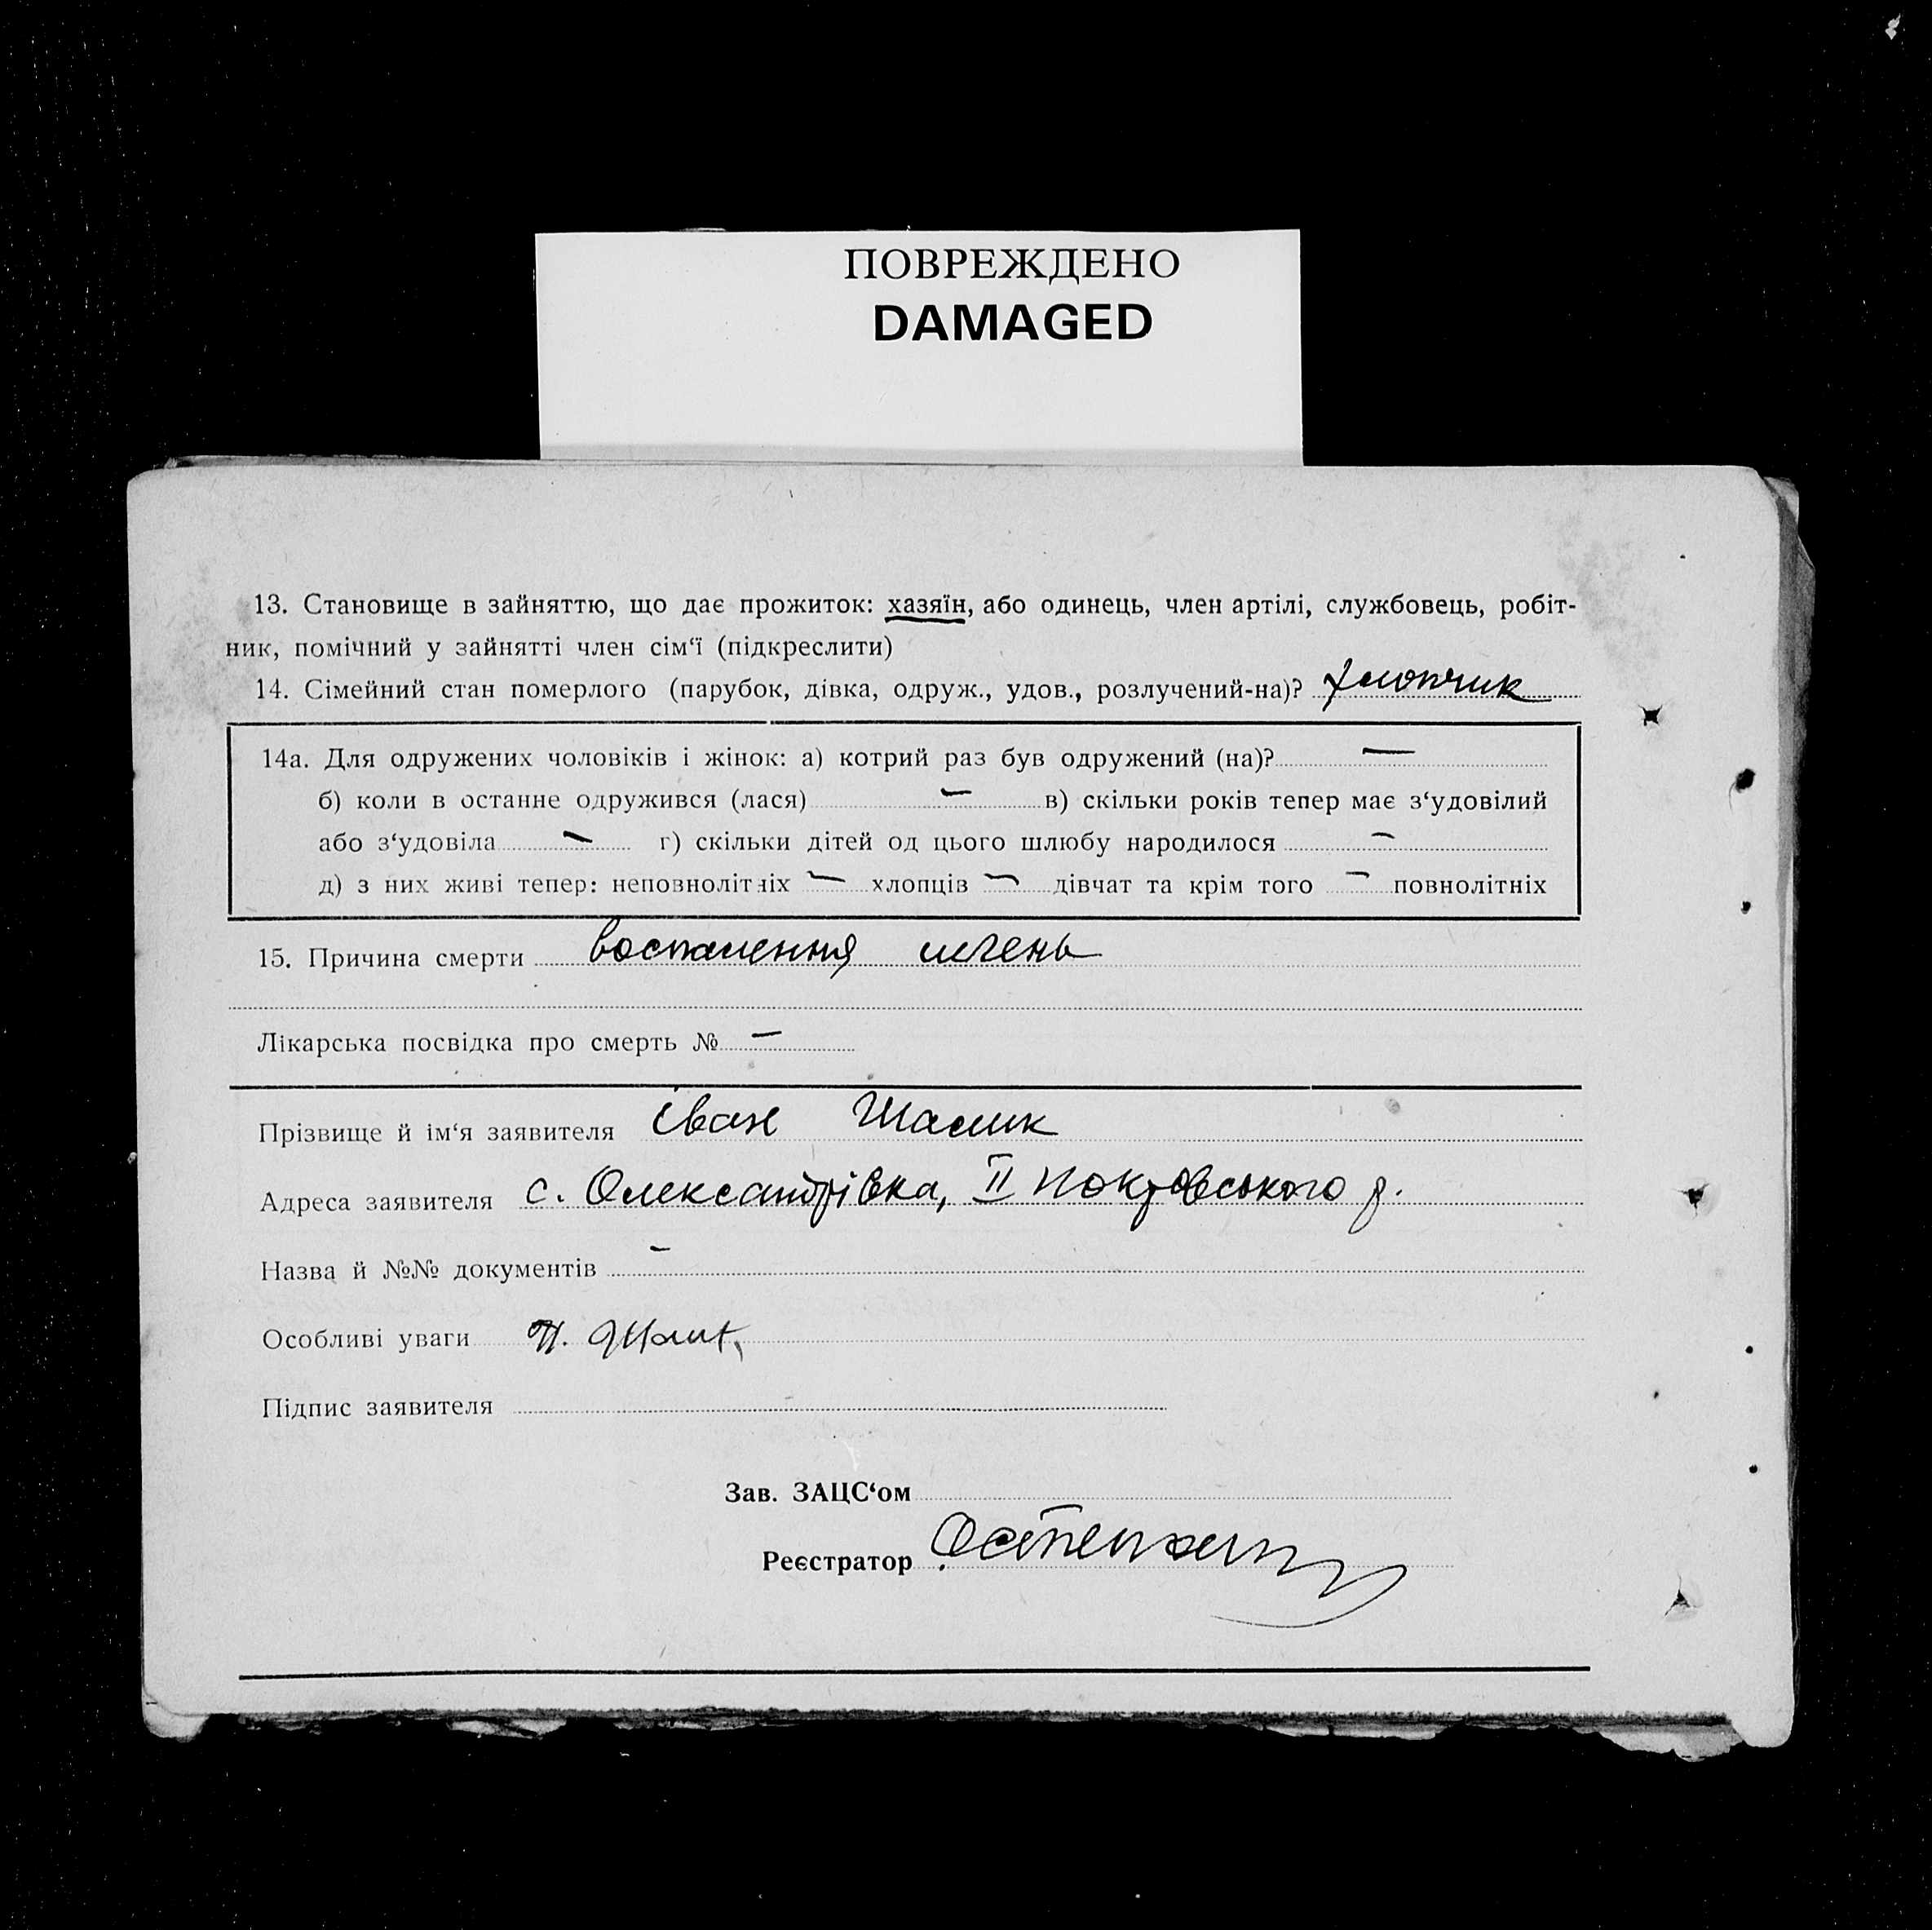 ПОВРЕЖДЕНО
DAMAGED
13. Становище в зайняттю, що дає прожиток: хазяїн, або одинець, член артілі, службовець, робіт-
ник, помічний у зайнятті член сім‘ї (підкреслити)
14. Сімейний стан померлого (парубок, дівка, одруж., удов., розлучений-на)? хлопчик
14а. Для одружених чоловіків і жінок: а) котрий раз був одружений (на)? —
б) коли в останнє одружився (лася) — в) скільки років тепер має з‘удовілий
або з‘удовіла — г) скільки дітей од цього шлюбу народилося —
д) з них живі тепер: неповнолітніх — хлопців — дівчат та крім того — повнолітніх
15. Причина смерти воспалення
Лікарська посвідка про смерть № —
Прізвище й ім‘я заявителя Іван
Адреса заявителя с. Олександрівка, II Покровського р.
Назва й №№ документів —
Особливі уваги
Підпис заявителя
Зав. ЗАЦС‘ом
Реєстратор